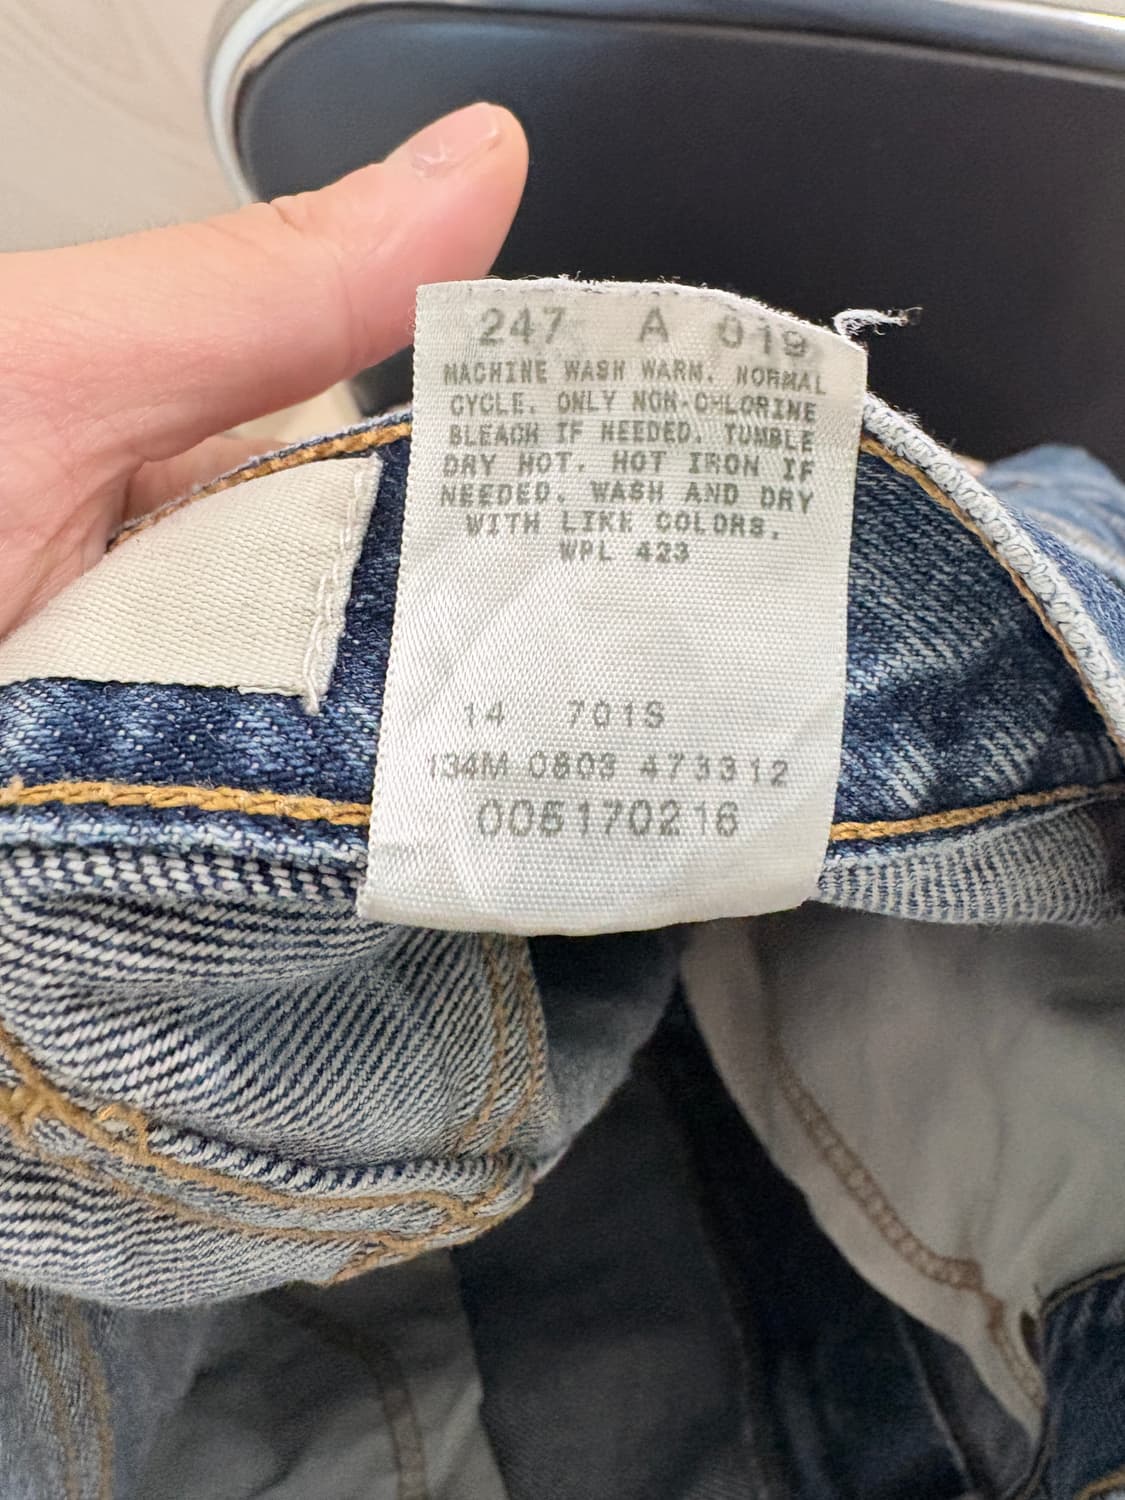 247 A 019
MACHINE WASH WARM. NORMAL
CYCLE. ONLY NON-CHLORINE
BLEACH IF NEEDED. TUMBLE
DRY HOT. HOT IRON IF
NEEDED. WASH AND DRY
WITH LIKE COLORS.
WPL 423
14 701S
134M 0803 473312
005170216